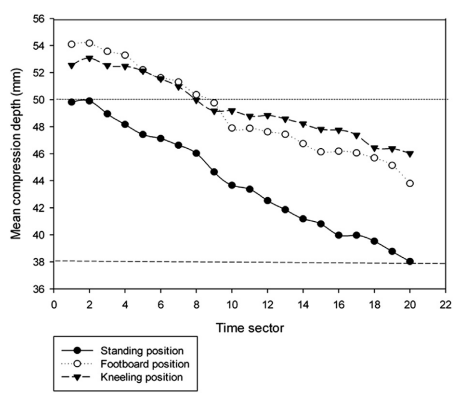 56
54
52
50
48
46
44
42
40
38
36
Mean compression depth (mm)
0 2 4 6 8 10 12 14 16 18 20 22
Time sector
Standing position
Footboard position
Kneeling position